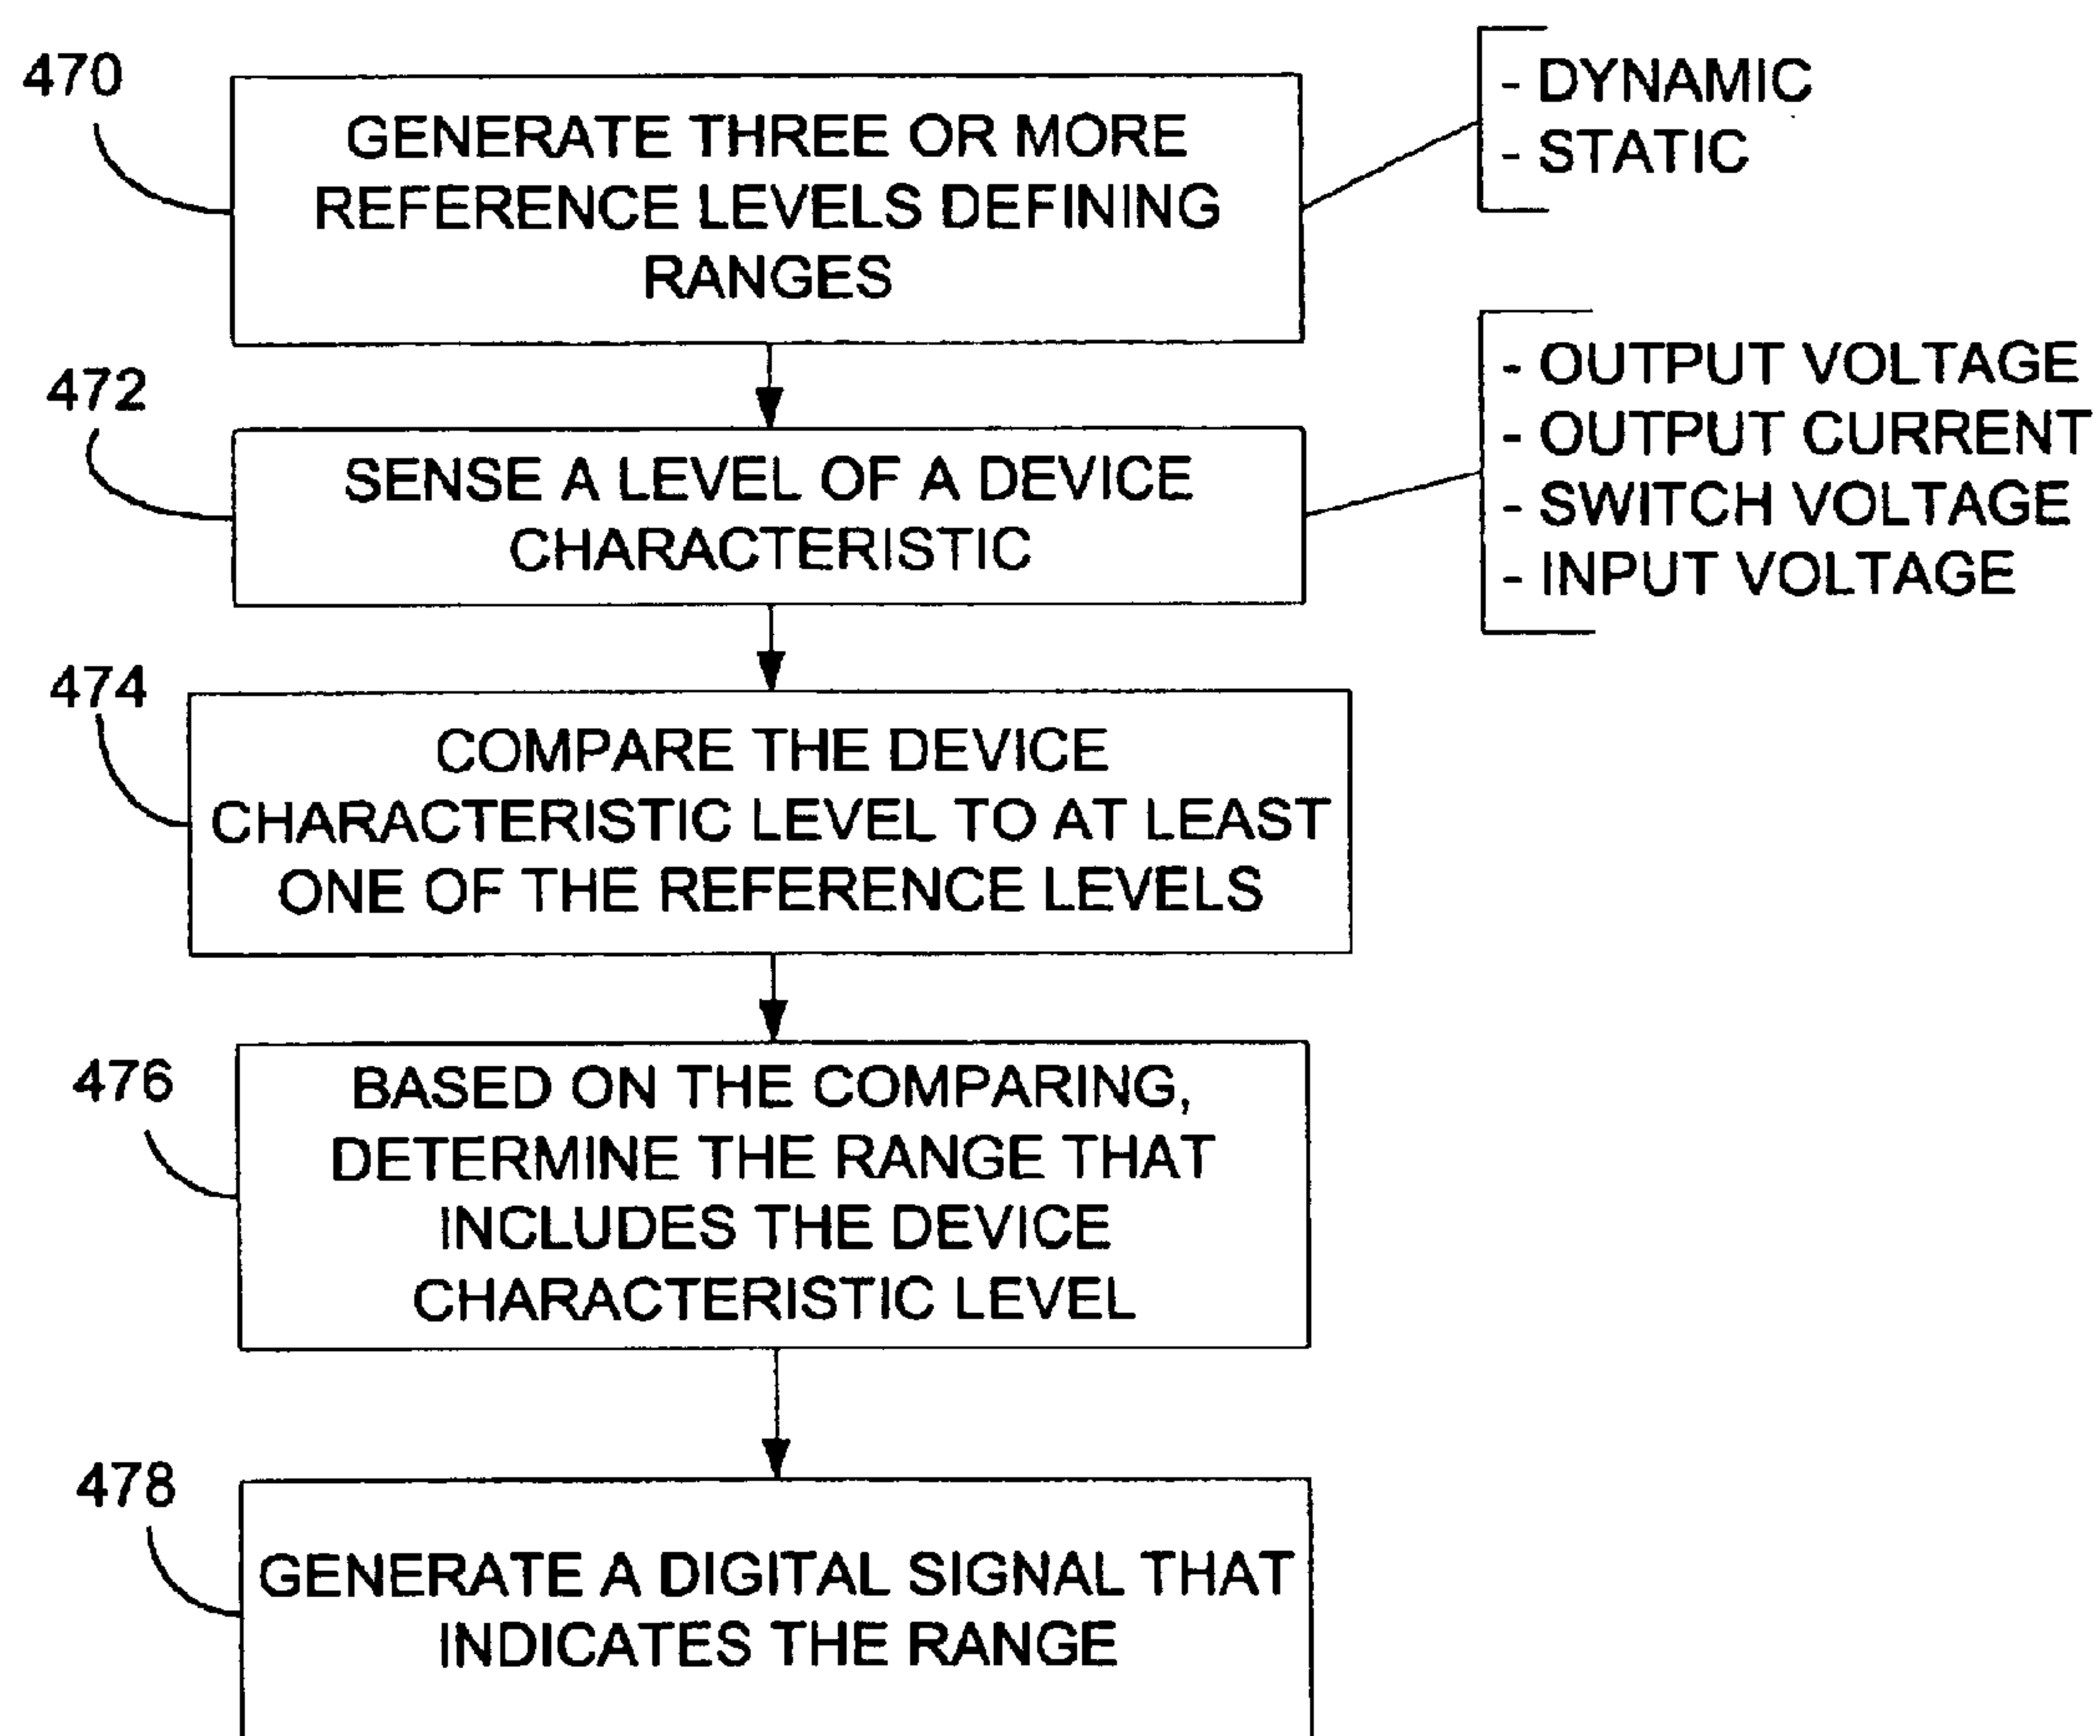 470
GENERATE THREE OR MORE
REFERENCE LEVELS DEFINING
RANGES
- DYNAMIC
- STATIC
472
SENSE A LEVEL OF A DEVICE
CHARACTERISTIC
- OUTPUT VOLTAGE
- OUTPUT CURRENT
- SWITCH VOLTAGE
- INPUT VOLTAGE
474
COMPARE THE DEVICE
CHARACTERISTIC LEVEL TO AT LEAST
ONE OF THE REFERENCE LEVELS
476
BASED ON THE COMPARING,
DETERMINE THE RANGE THAT
INCLUDES THE DEVICE
CHARACTERISTIC LEVEL
478
GENERATE A DIGITAL SIGNAL THAT
INDICATES THE RANGE